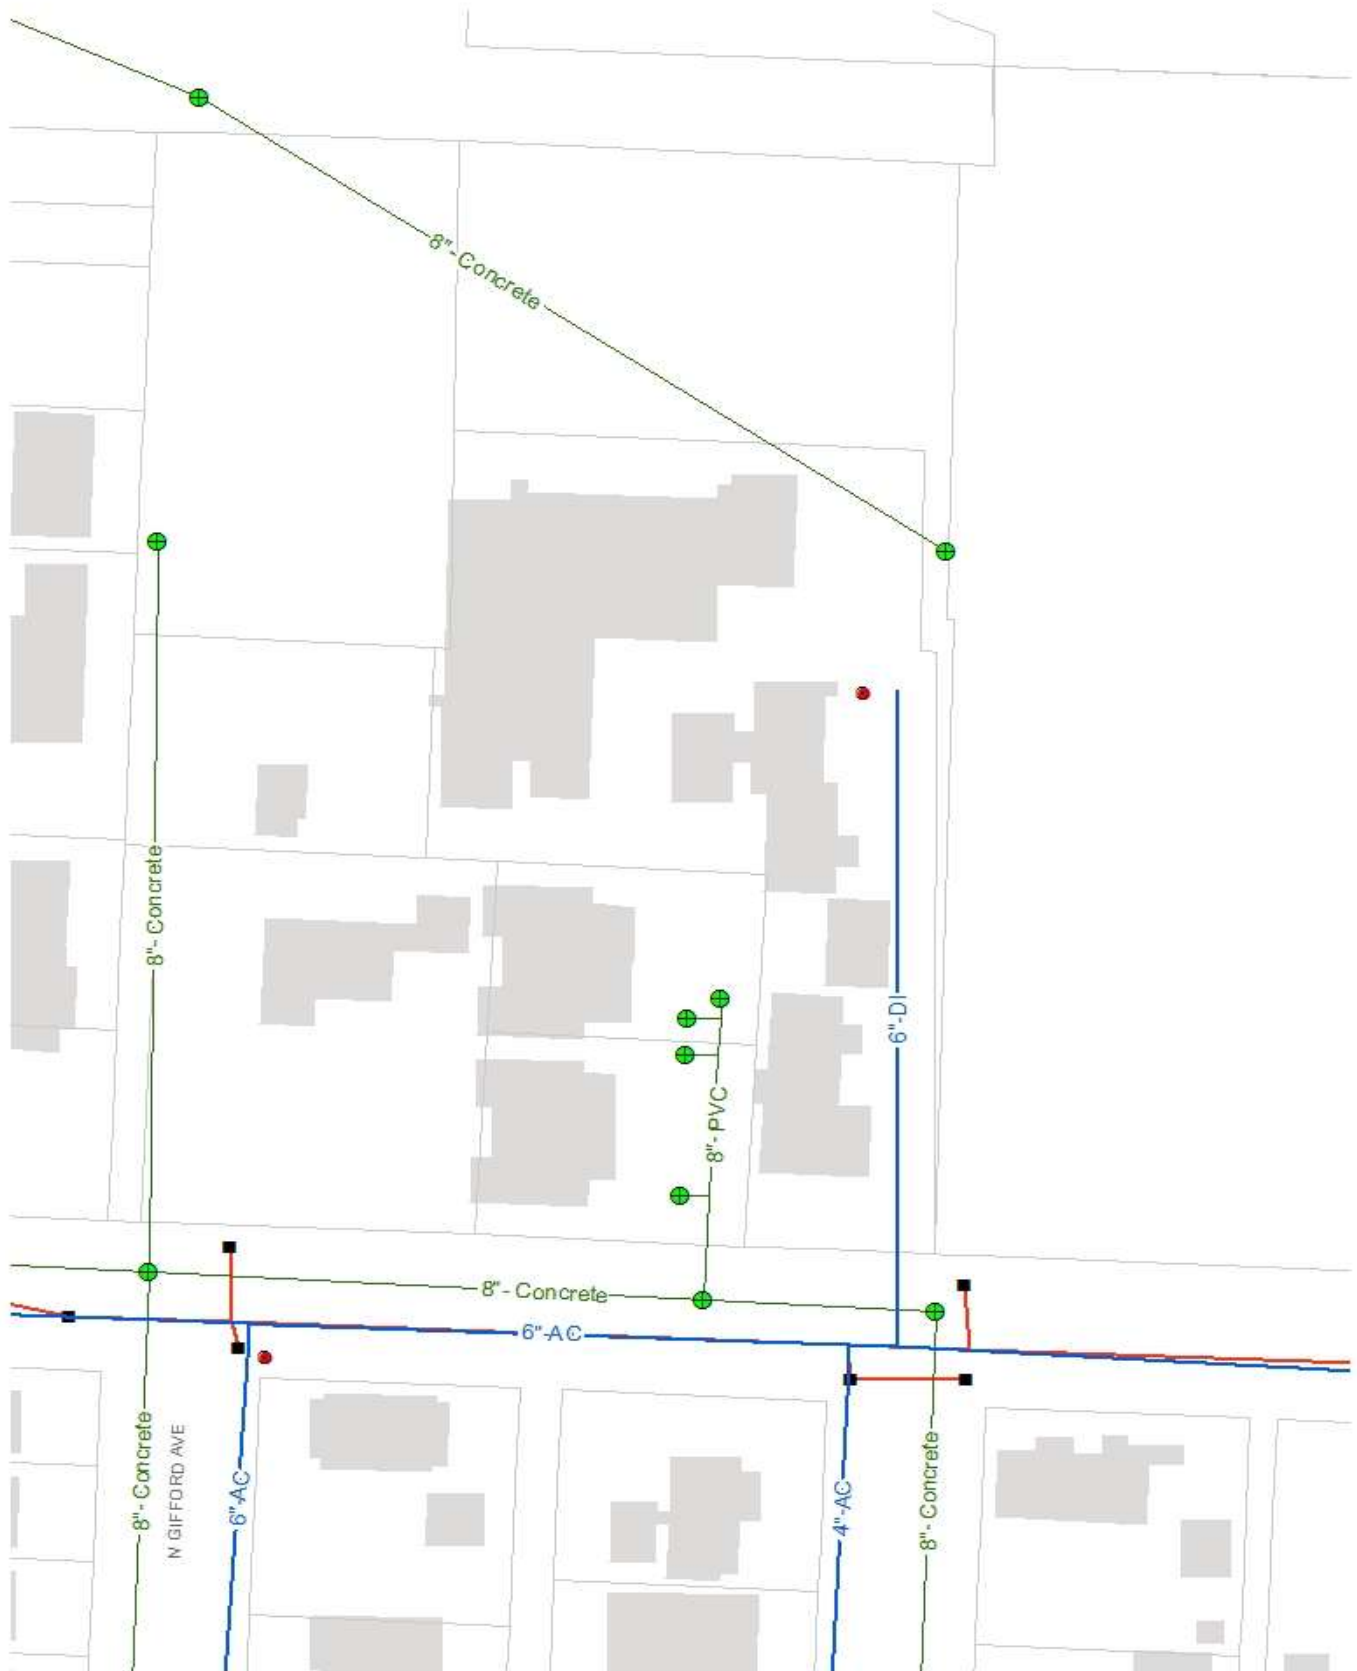 8"- Concrete
8"- Concrete
6"-DI
8"- PVC
8"- Concrete
6"-AC
8"- Concrete
N GIFFORD AVE
6"-AC
4"-AC
8"- Concrete